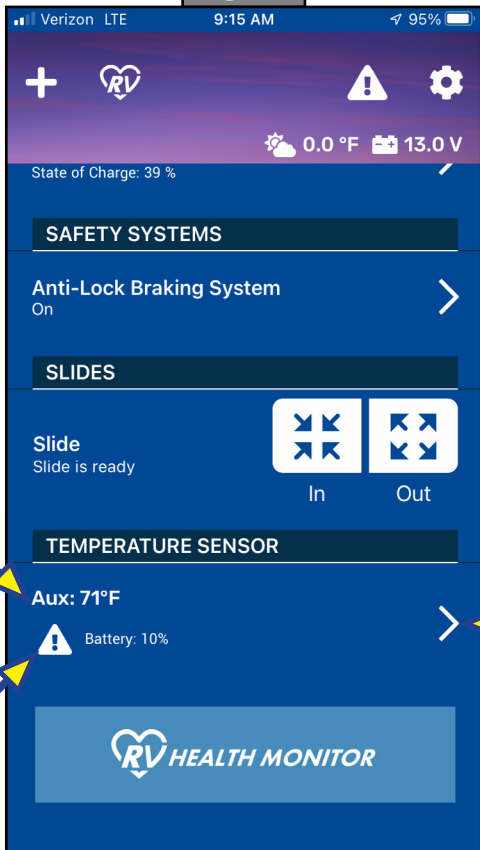 Verizon LTE 9:15 AM 95%
RV
0.0 °F 13.0 V
State of Charge: 39 %
SAFETY SYSTEMS
Anti-Lock Braking System
On
SLIDES
Slide
Slide is ready
In Out
TEMPERATURE SENSOR
Aux: 71°F
Battery: 10%
RV HEALTH MONITOR